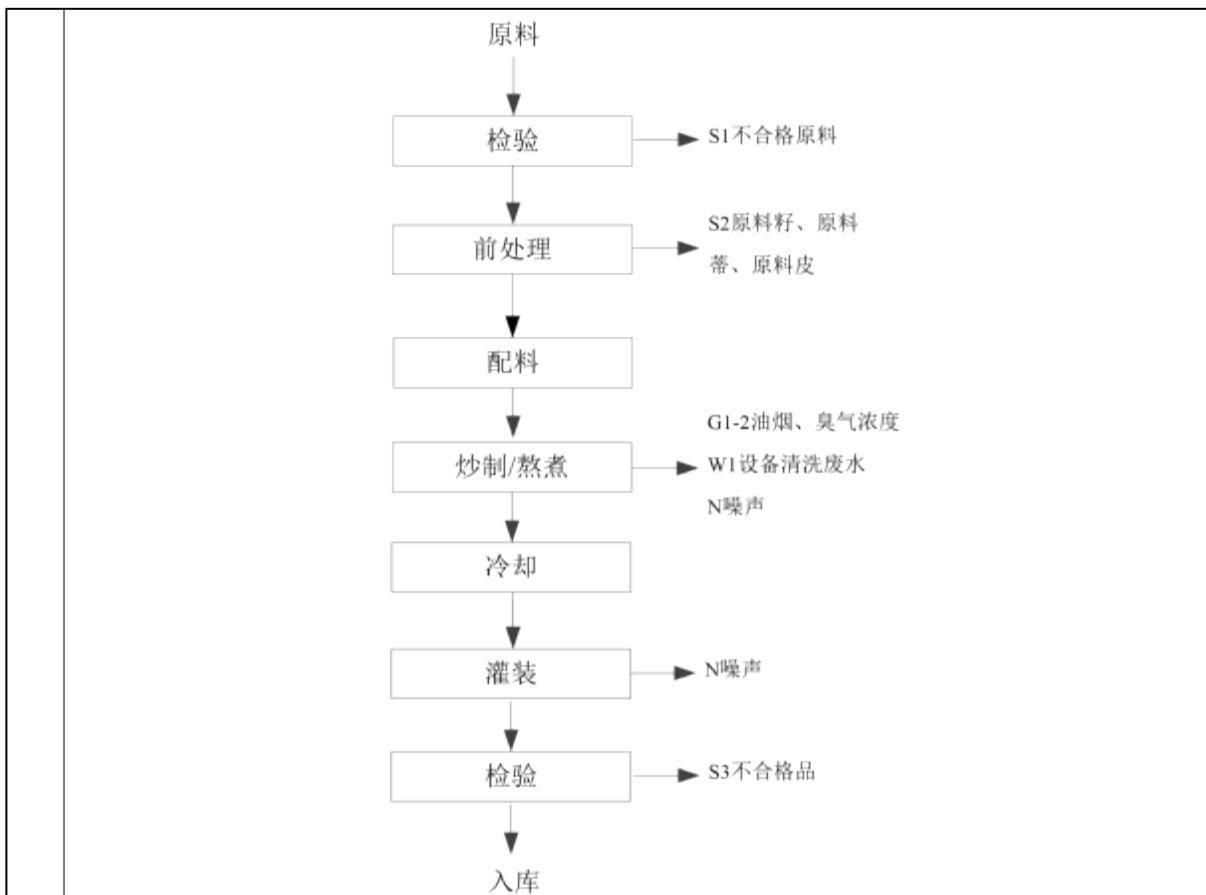 原料
检验
S1不合格原料
S2原料籽、原料
前处理
蒂、原料皮
配料
G1-2油烟、臭气浓度
炒制/熬煮
W1设备清洗废水
N噪声
冷却
灌装
N噪声
检验
S3不合格品
入库